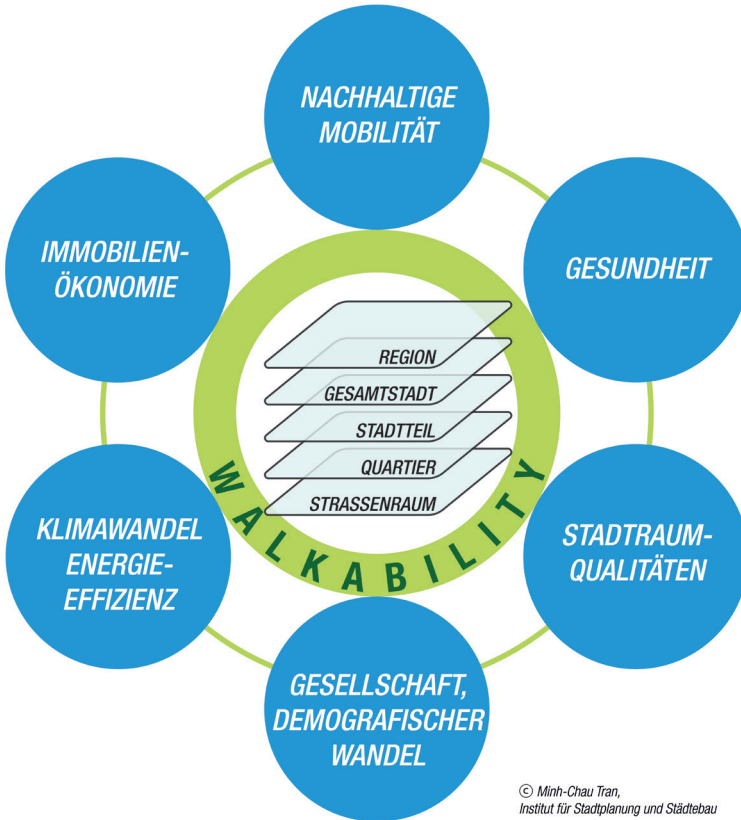 NACHHALTIGE
MOBILITÄT
IMMOBILIEN-
ÖKONOMIE
GESUNDHEIT
REGION
GESAMTSTADT
STADTTEIL
QUARTIER
STRASSENRAUM
WALKABILITY
KLIMAWANDEL
ENERGIE-
EFFIZIENZ
STADTRAUM-
QUALITÄTEN
GESELLSCHAFT,
DEMOGRAFISCHER
WANDEL
© Minh-Chau Tran,
Institut für Stadtplanung und Städtebau